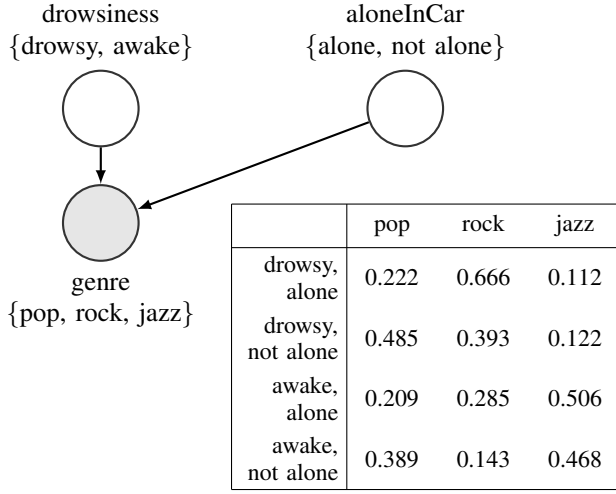 drowsiness
{drowsy, awake}
aloneInCar
{alone, not alone}
genre
{pop, rock, jazz}
pop rock jazz
drowsy,
alone 0.222 0.666 0.112
drowsy,
not alone 0.485 0.393 0.122
awake,
alone 0.209 0.285 0.506
awake,
not alone 0.389 0.143 0.468